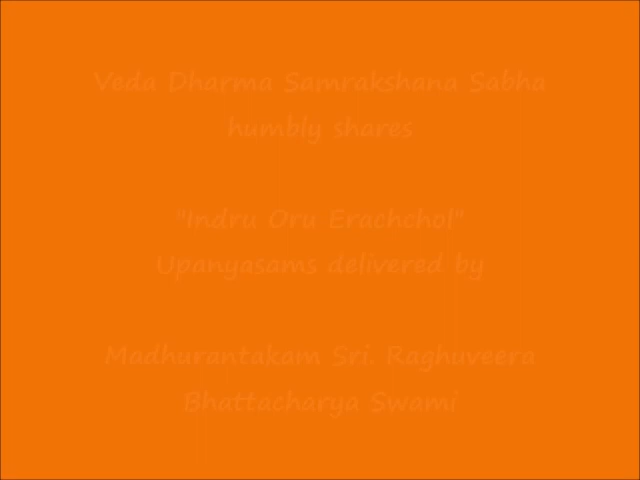 Veda Dharma Samrakshana Sabha
humbly shares
"Indru Oru Erachchol"
Upanyasams delivered by
Madhurantakam Sri. Raghuveera
Bhattacharya Swami